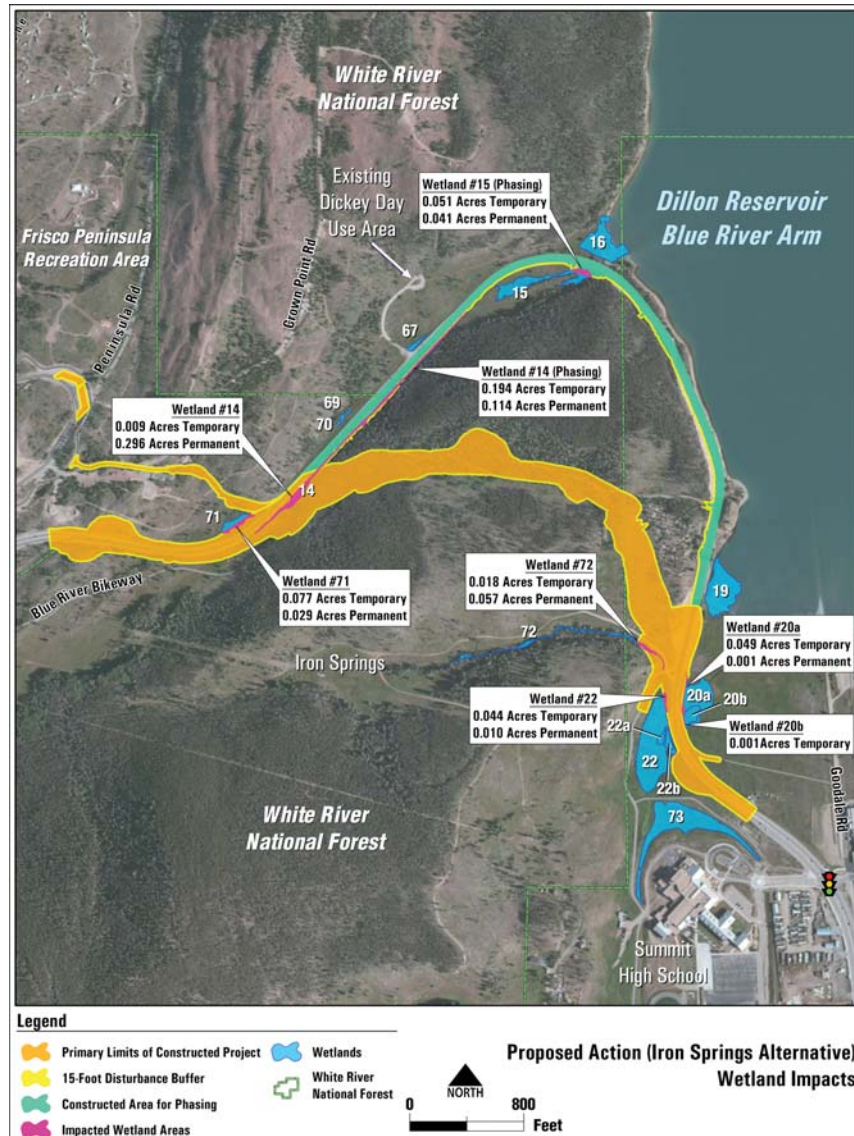 White River
National Forest
Existing
Dickey Day
Use Area
Wetland #15 (Phasing)
0.051 Acres Temporary
0.041 Acres Permanent
Dillon Reservoir
Blue River Arm
Frisco Peninsula
Recreation Area
Peninsula Rd
Crown Point Rd
16
15
67
Wetland #14 (Phasing)
0.194 Acres Temporary
0.114 Acres Permanent
69
70
Wetland #14
0.009 Acres Temporary
0.296 Acres Permanent
14
71
Blue River Bikeway
Wetland #71
0.077 Acres Temporary
0.029 Acres Permanent
Wetland #72
0.018 Acres Temporary
0.057 Acres Permanent
19
72
Iron Springs
Wetland #20a
0.049 Acres Temporary
0.001 Acres Permanent
20a
20b
Wetland #22
0.044 Acres Temporary
0.010 Acres Permanent
Wetland #20b
0.001Acres Temporary
22a
22
22b
Goodale Rd
White River
National Forest
73
Summit
High School
Legend
Primary Limits of Constructed Project
15-Foot Disturbance Buffer
Constructed Area for Phasing
Impacted Wetland Areas
Wetlands
White River
National Forest
NORTH
0 800
Feet
Proposed Action (Iron Springs Alternative)
Wetland Impacts